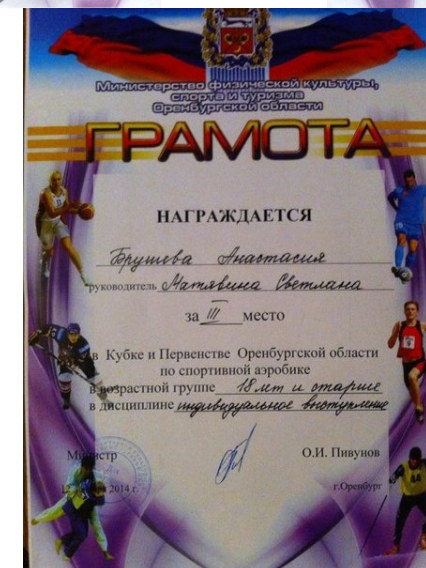 Министерство физической культуры,
спорта и туризма
Оренбургской области
ГРАМОТА
НАГРАЖДАЕТСЯ
Брушева Анастасия
руководитель Матявина Светлана
за III место
в Кубке и Первенстве Оренбургской области
по спортивной аэробике
в возрастной группе 18 лет и старше
в дисциплине индивидуальное выступление
Министр О.И. Пивунов
2014 г. г.Оренбург